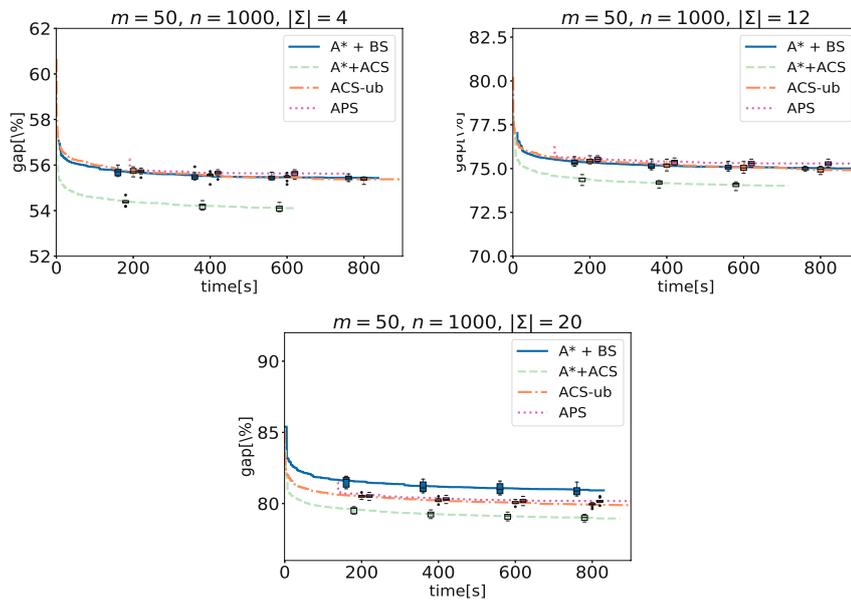 m = 50, n = 1000, |Σ| = 4
62
60
58
56
54
52
gap[\%]
0 200 400 600 800
time[s]
A* + BS
A*+ACS
ACS-ub
APS
m = 50, n = 1000, |Σ| = 12
82.5
80.0
77.5
75.0
72.5
70.0
gap[\%]
0 200 400 600 800
time[s]
A* + BS
A*+ACS
ACS-ub
APS
m = 50, n = 1000, |Σ| = 20
90
85
80
gap[\%]
0 200 400 600 800
time[s]
A* + BS
A*+ACS
ACS-ub
APS